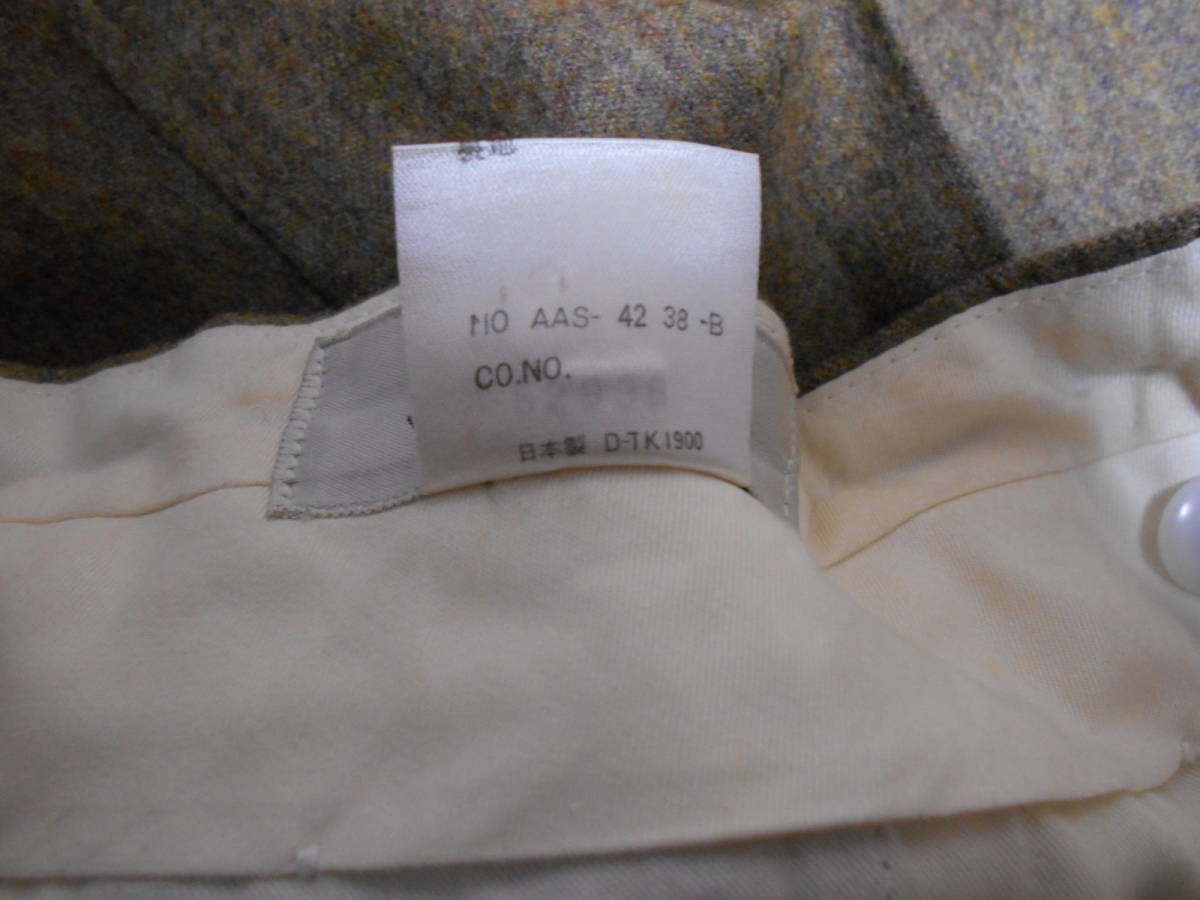 NO AAS- 42 38 -B
CO.NO.
日本製 D-TK1900